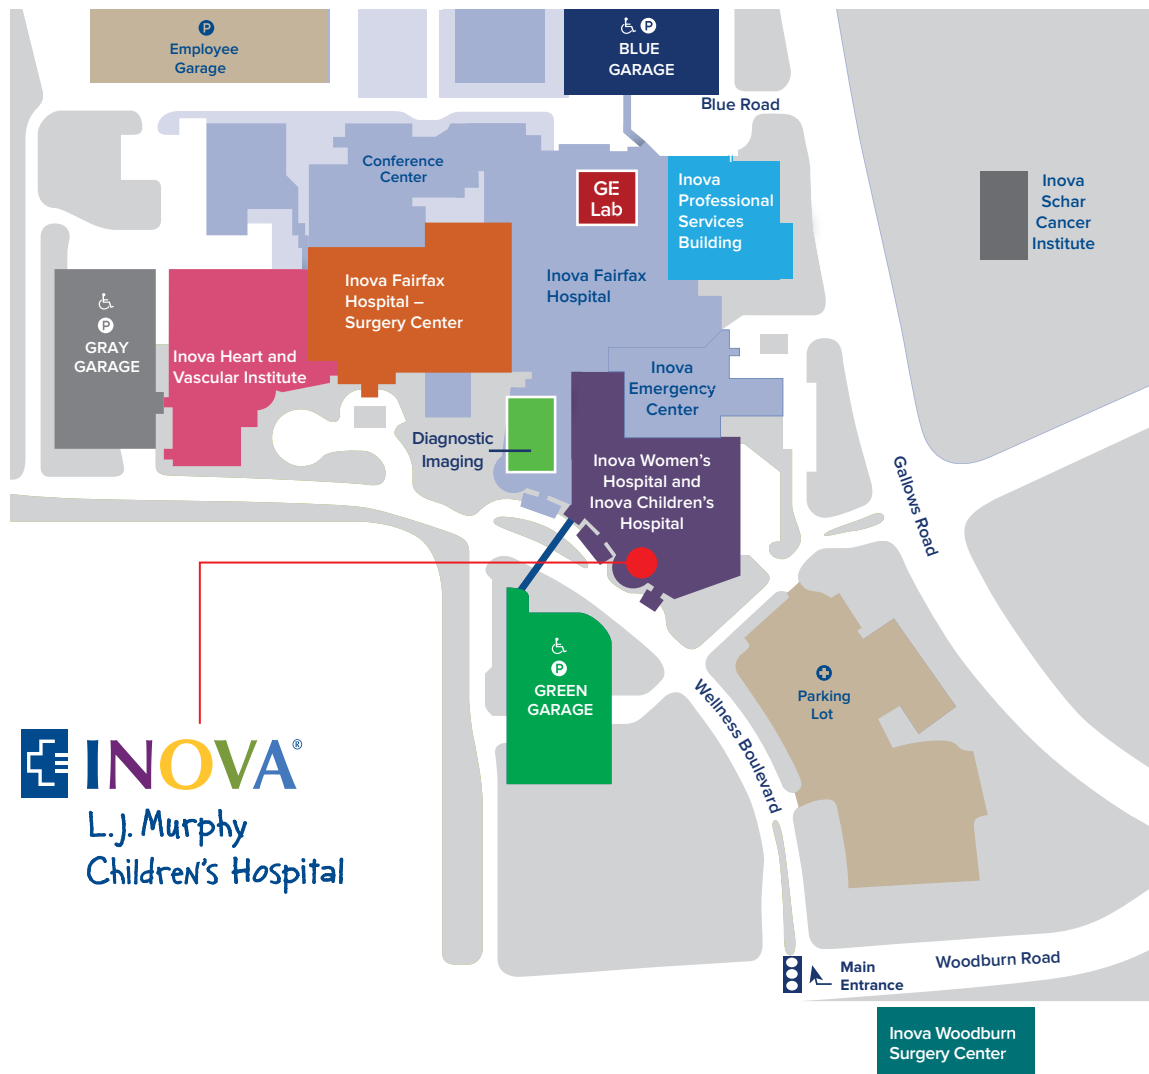 P
Employee
Garage
P
BLUE
GARAGE
Blue Road
Conference
Center
GE
Lab
Inova
Professional
Services
Building
Inova
Schar
Cancer
Institute
Inova Fairfax
Hospital –
Surgery Center
Inova Fairfax
Hospital
P
GRAY
GARAGE
Inova Heart and
Vascular Institute
Inova
Emergency
Center
Diagnostic
Imaging
Inova Women's
Hospital and
Inova Children's
Hospital
Gallows Road
P
GREEN
GARAGE
Parking
Lot
Wellness Boulevard
INOVA®
L.J. Murphy
Children's Hospital
Main
Entrance
Woodburn Road
Inova Woodburn
Surgery Center